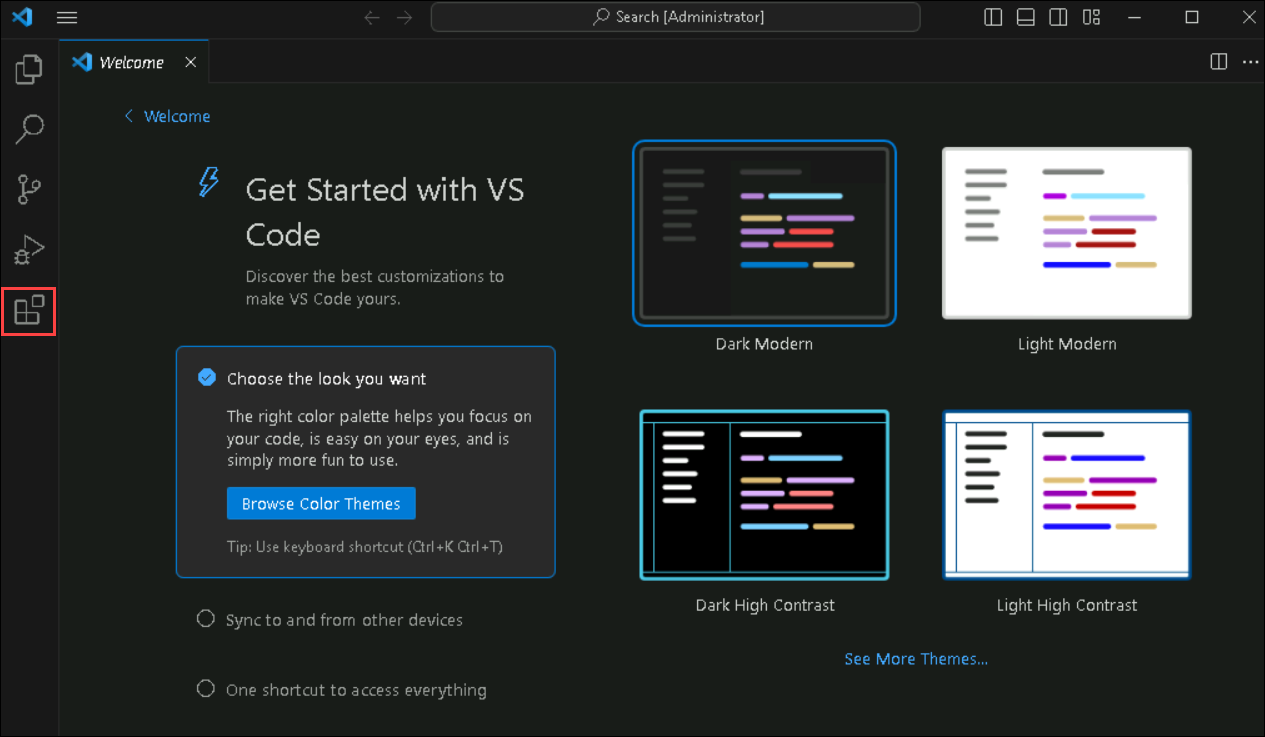 Search [Administrator]
Welcome
Welcome
Get Started with VS
Code
Discover the best customizations to
make VS Code yours.
Choose the look you want
The right color palette helps you focus on
your code, is easy on your eyes, and is
simply more fun to use.
Browse Color Themes
Tip: Use keyboard shortcut (Ctrl+K Ctrl+T)
Sync to and from other devices
One shortcut to access everything
Dark Modern
Light Modern
Dark High Contrast
Light High Contrast
See More Themes...